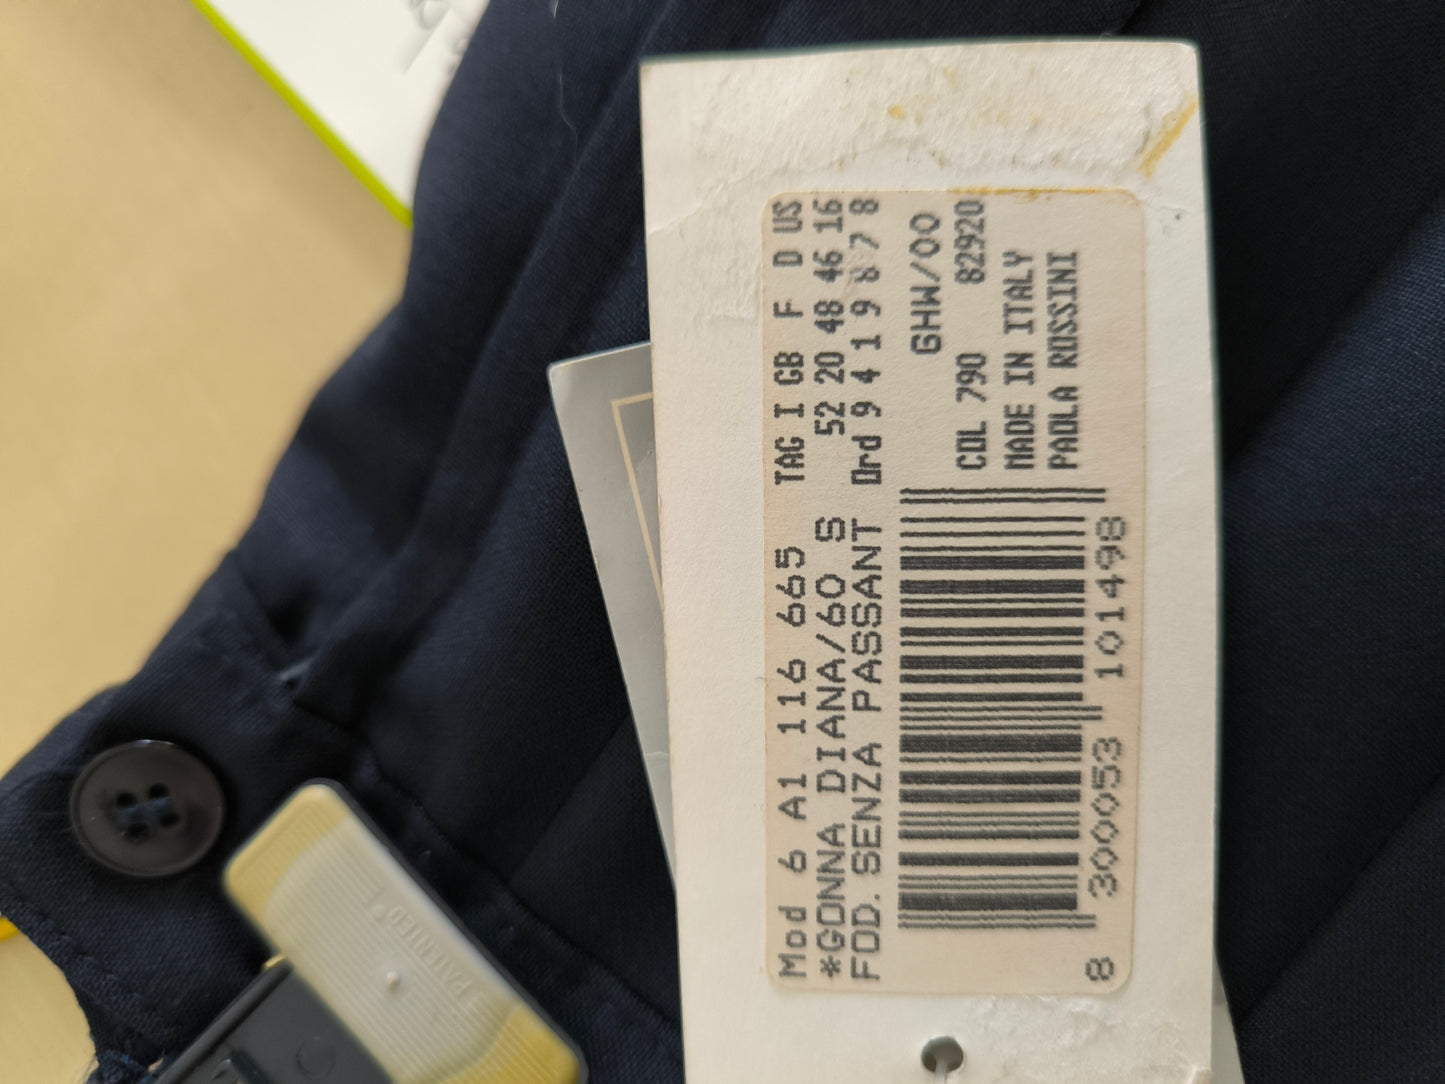 Mod 6 A1 116 665 TAG I GB F D US
*GONNA DIANA/60 S 52 20 48 46 16
FOD. SENZA PASSANT Ord 9 4 1 9 8 7 8
GHW/00
COL 790 82920
MADE IN ITALY
PAOLA ROSSINI
8 300053 101498
PATENTED